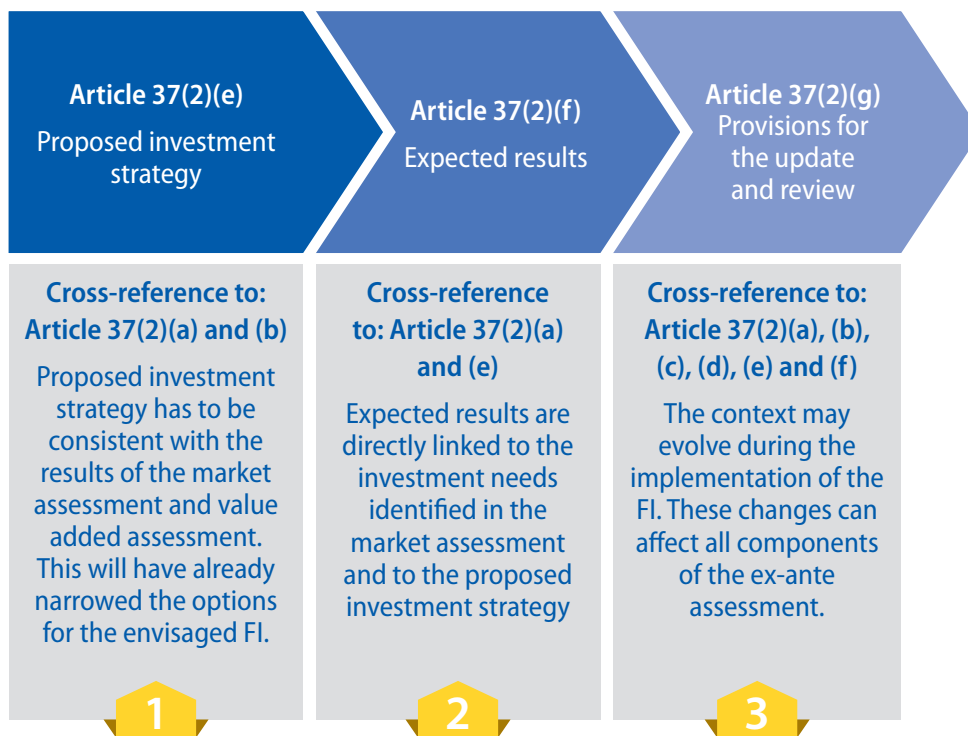 Article 37(2)(e)
Proposed investment
strategy
Article 37(2)(f)
Expected results
Article 37(2)(g)
Provisions for
the update
and review
Cross-reference to:
Article 37(2)(a) and (b)
Proposed investment
strategy has to be
consistent with the
results of the market
assessment and value
added assessment.
This will have already
narrowed the options
for the envisaged FI.
1
Cross-reference
to: Article 37(2)(a)
and (e)
Expected results are
directly linked to the
investment needs
identified in the
market assessment
and to the proposed
investment strategy
2
Cross-reference to:
Article 37(2)(a), (b),
(c), (d), (e) and (f)
The context may
evolve during the
implementation of the
FI. These changes can
affect all components
of the ex-ante
assessment.
3